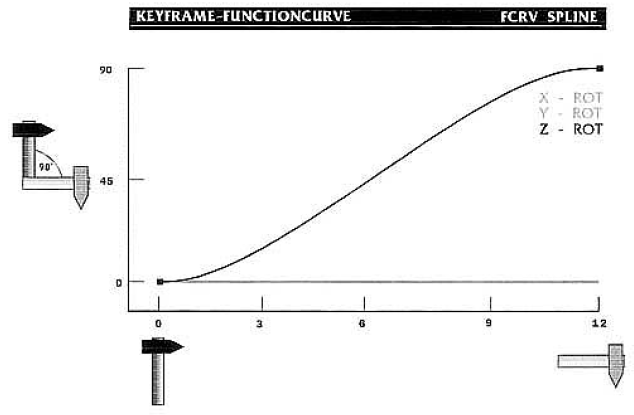 KEYFRAME-FUNCTIONCURVE FCRV SPLINE
90
X - ROT
Y - ROT
Z - ROT
90°
45
0
0 3 6 9 12